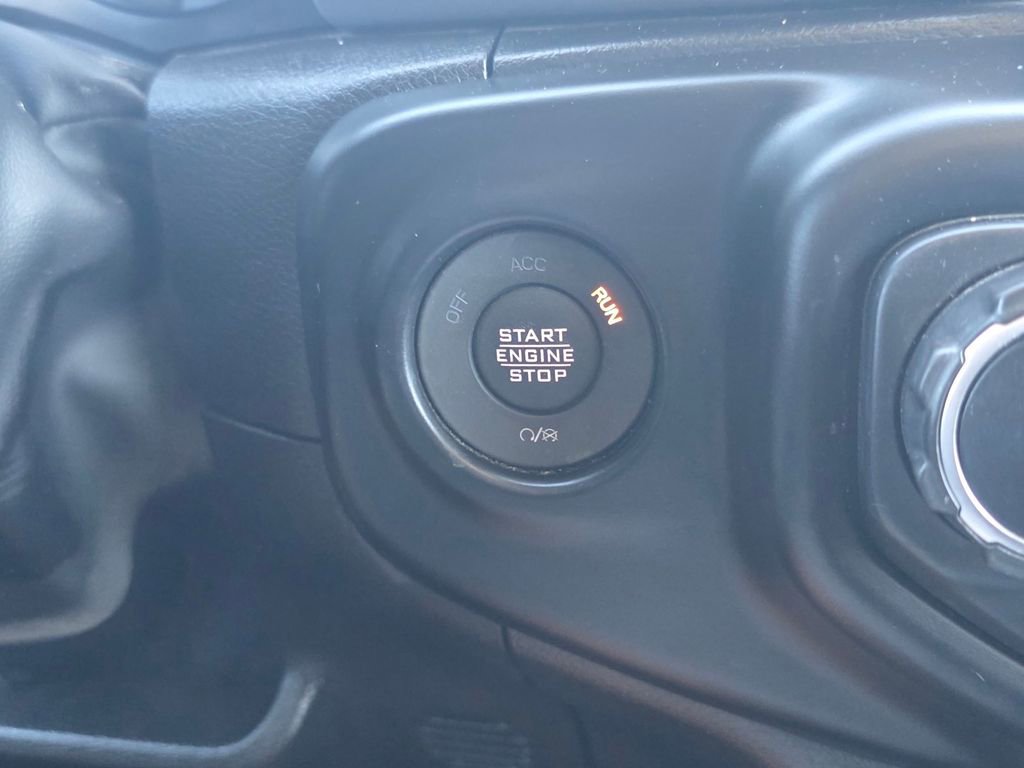 OFF
ACC
RUN
START
ENGINE
STOP